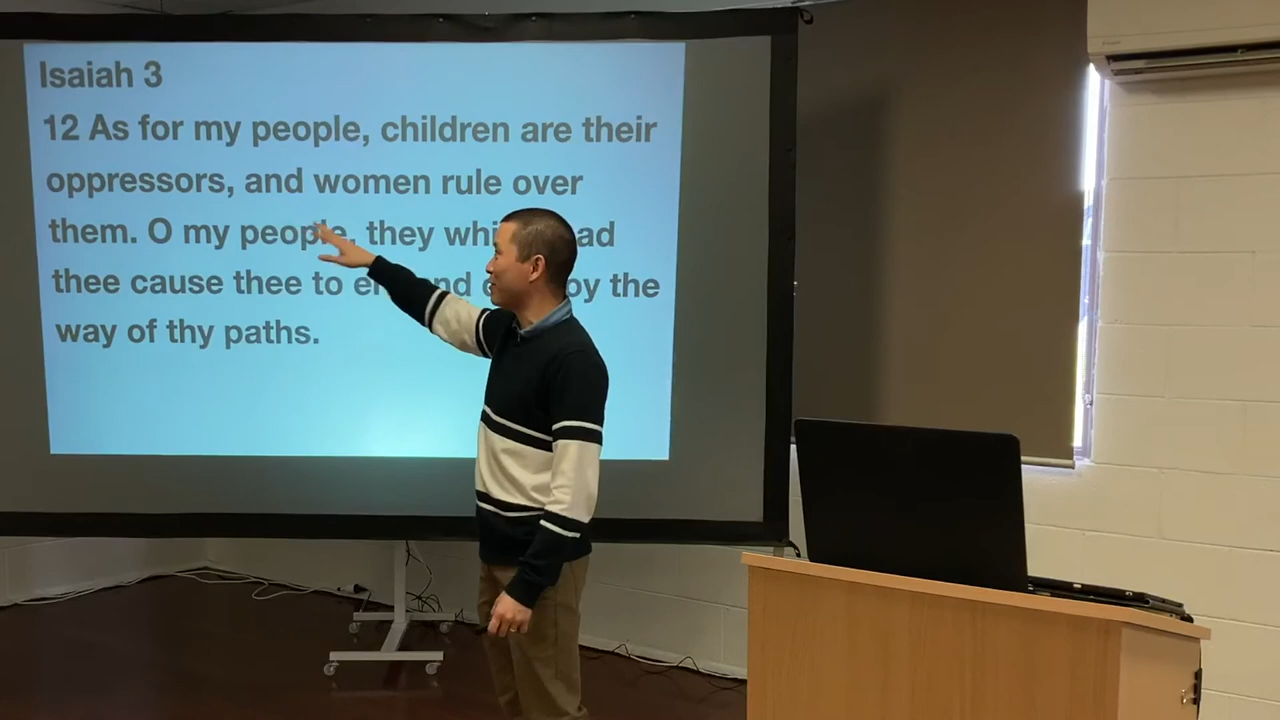 Isaiah 3
12 As for my people, children are their
oppressors, and women rule over
them. O my people, they
thee cause thee to the
way of thy paths.